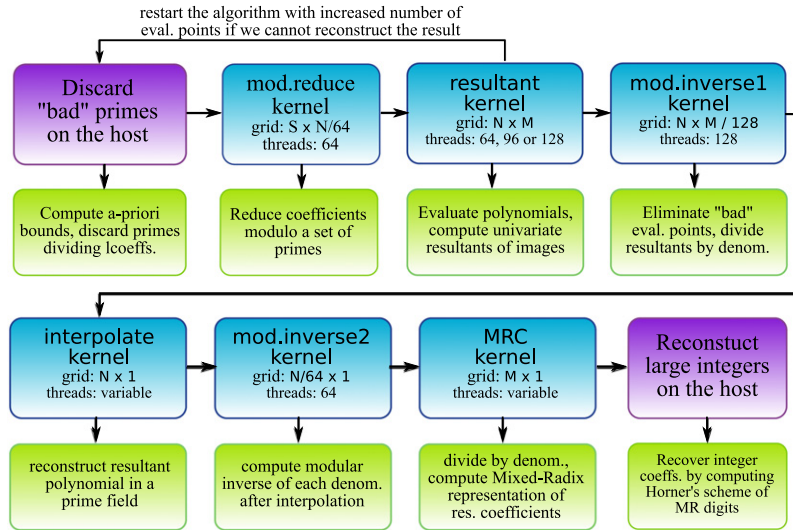 restart the algorithm with increased number of
eval. points if we cannot reconstruct the result
Discard
"bad" primes
on the host
mod.reduce
kernel
grid: S x N/64
threads: 64
resultant
kernel
grid: N x M
threads: 64, 96 or 128
mod.inverse1
kernel
grid: N x M / 128
threads: 128
Compute a-priori
bounds, discard primes
dividing lcoeffs.
Reduce coefficients
modulo a set of
primes
Evaluate polynomials,
compute univariate
resultants of images
Eliminate "bad"
eval. points, divide
resultants by denom.
interpolate
kernel
grid: N x 1
threads: variable
mod.inverse2
kernel
grid: N/64 x 1
threads: 64
MRC
kernel
grid: M x 1
threads: variable
Reconstuct
large integers
on the host
reconstruct resultant
polynomial in a
prime field
compute modular
inverse of each denom.
after interpolation
divide by denom.,
compute Mixed-Radix
representation of
res. coefficients
Recover integer
coeffs. by computing
Horner's scheme of
MR digits